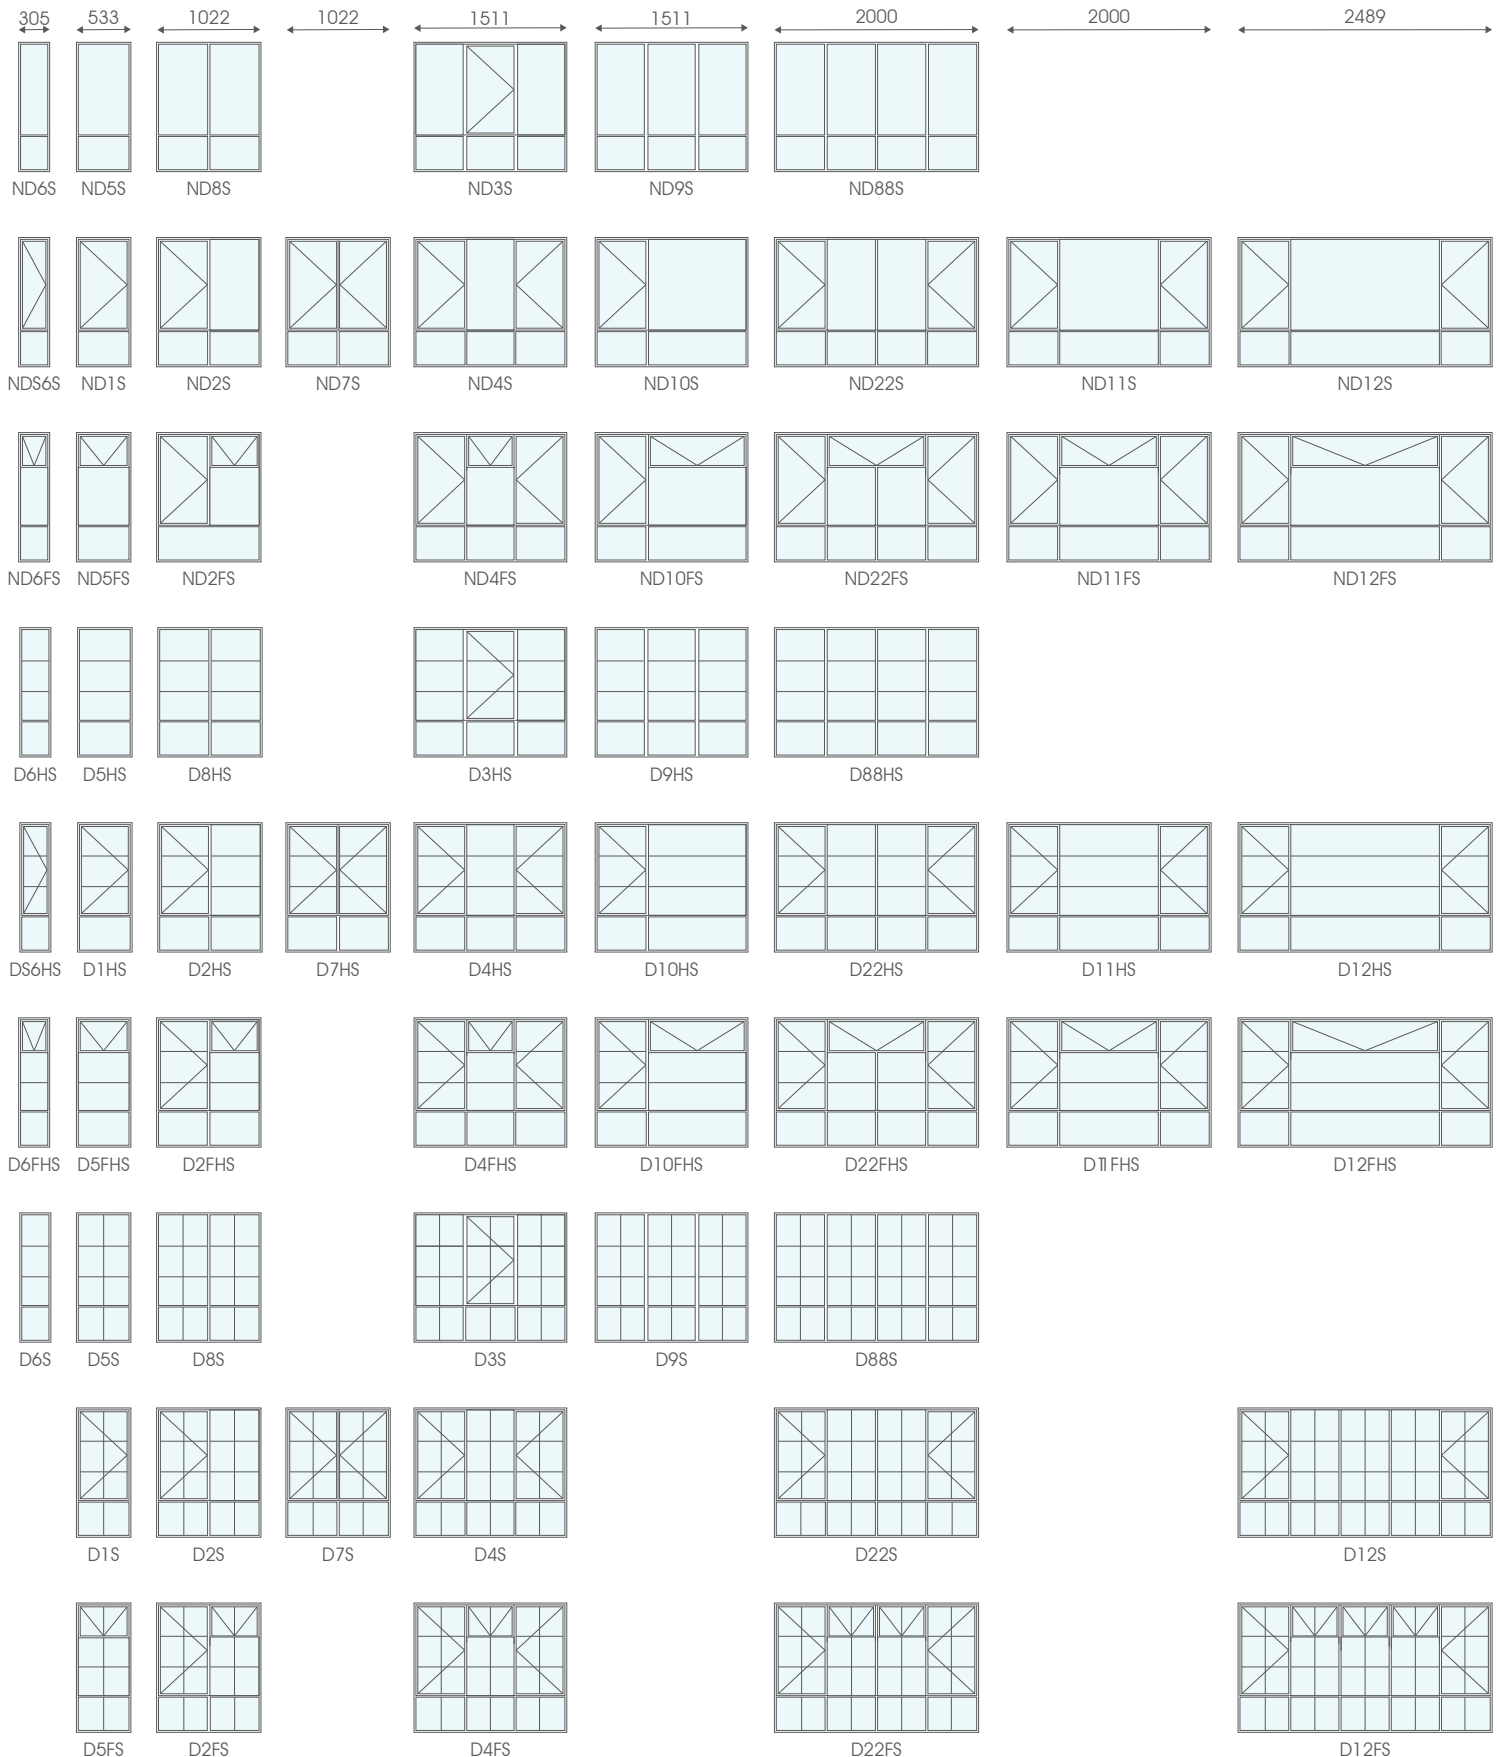 305 533 1022 1022 1511 1511 2000 2000 2489
ND6S ND5S ND8S ND3S ND9S ND88S
NDS6S ND1S ND2S ND7S ND4S ND10S ND22S ND11S ND12S
ND6FS ND5FS ND2FS ND4FS ND10FS ND22FS ND11FS ND12FS
D6HS D5HS D8HS D3HS D9HS D88HS
DS6HS D1HS D2HS D7HS D4HS D10HS D22HS D11HS D12HS
D6FHS D5FHS D2FHS D4FHS D10FHS D22FHS D11FHS D12FHS
D6S D5S D8S D3S D9S D88S
D1S D2S D7S D4S D22S D12S
D5FS D2FS D4FS D22FS D12FS